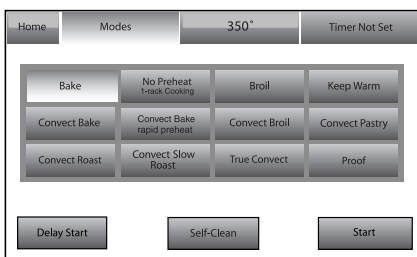 Home Modes 350° Timer Not Set
Bake No Preheat Broil Keep Warm
1-rack Cooking
Convect Bake Convect Bake Convect Broil Convect Pastry
rapid preheat
Convect Roast Convect Slow True Convect Proof
Roast
Delay Start Self-Clean Start